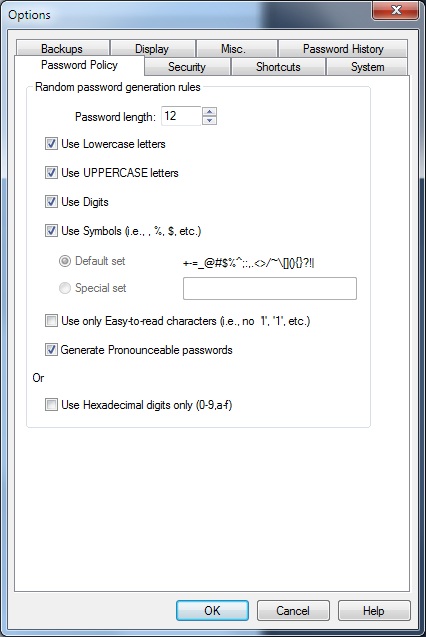 Options
Backups Display Misc. Password History
Password Policy Security Shortcuts System
Random password generation rules
Password length: 12
Use Lowercase letters
Use UPPERCASE letters
Use Digits
Use Symbols (i.e., , %, $, etc.)
Default set +-=_@#$%^;:,.<>/~\[](){}?!|
Special set
Use only Easy-to-read characters (i.e., no 'l', '1', etc.)
Generate Pronounceable passwords
Or
Use Hexadecimal digits only (0-9,a-f)
OK Cancel Help